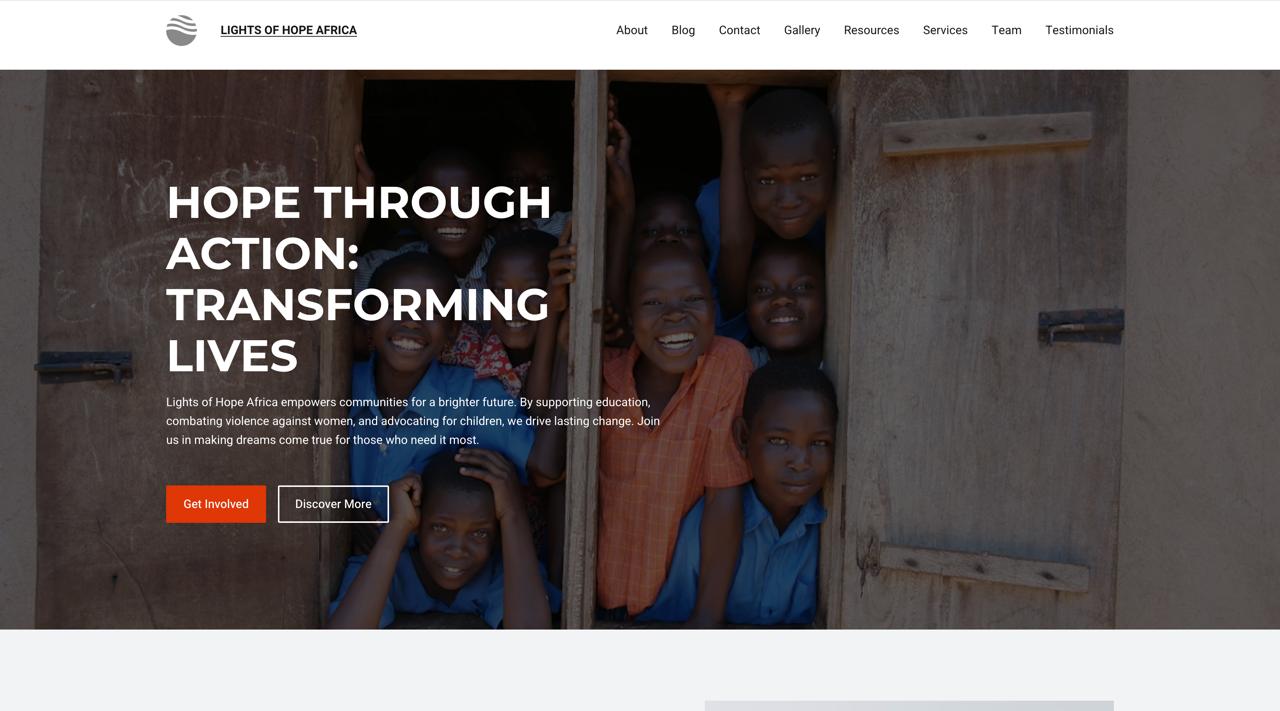 LIGHTS OF HOPE AFRICA
About
Blog
Contact
Gallery
Resources
Services
Team
Testimonials
HOPE THROUGH
ACTION:
TRANSFORMING
LIVES
Lights of Hope Africa empowers communities for a brighter future. By supporting education,
combating violence against women, and advocating for children, we drive lasting change. Join
us in making dreams come true for those who need it most.
Get Involved
Discover More